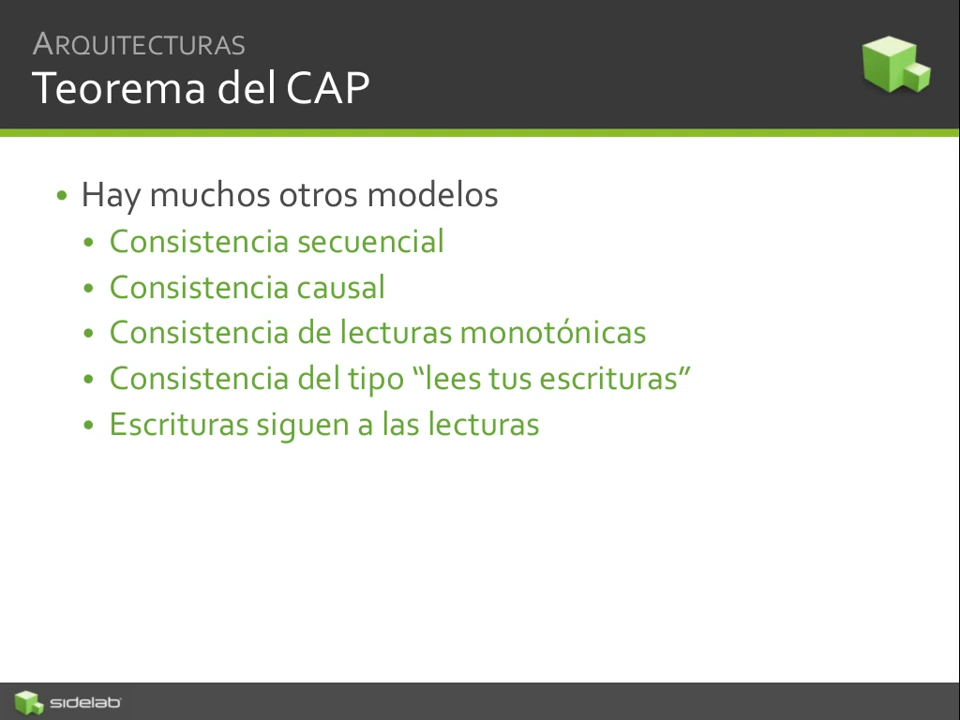 ARQUITECTURAS
Teorema del CAP
• Hay muchos otros modelos
• Consistencia secuencial
• Consistencia causal
• Consistencia de lecturas monotónicas
• Consistencia del tipo “lees tus escrituras”
• Escrituras siguen a las lecturas
sidelab